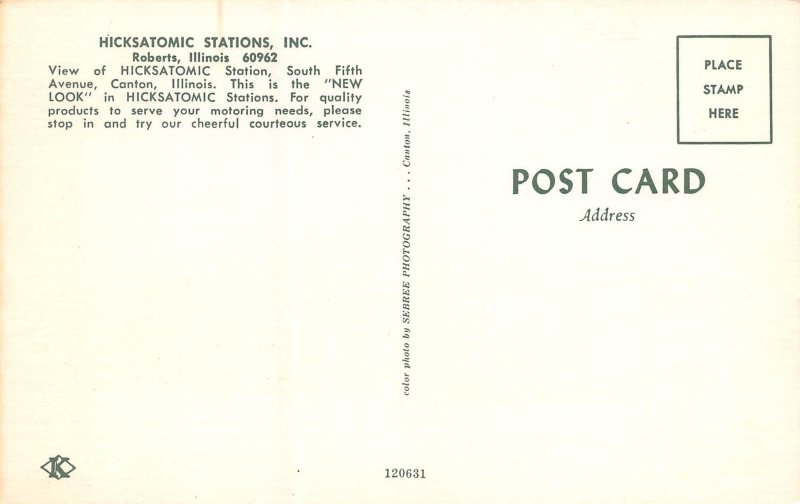 HICKSATOMIC STATIONS, INC.
Roberts, Illinois 60962
View of HICKSATOMIC Station, South Fifth
Avenue, Canton, Illinois. This is the "NEW
LOOK" in HICKSATOMIC Stations. For quality
products to serve your motoring needs, please
stop in and try our cheerful courteous service.
color photo by SEBREE PHOTOGRAPHY . . . Canton, Illinois
PLACE
STAMP
HERE
POST CARD
Address
K
120631